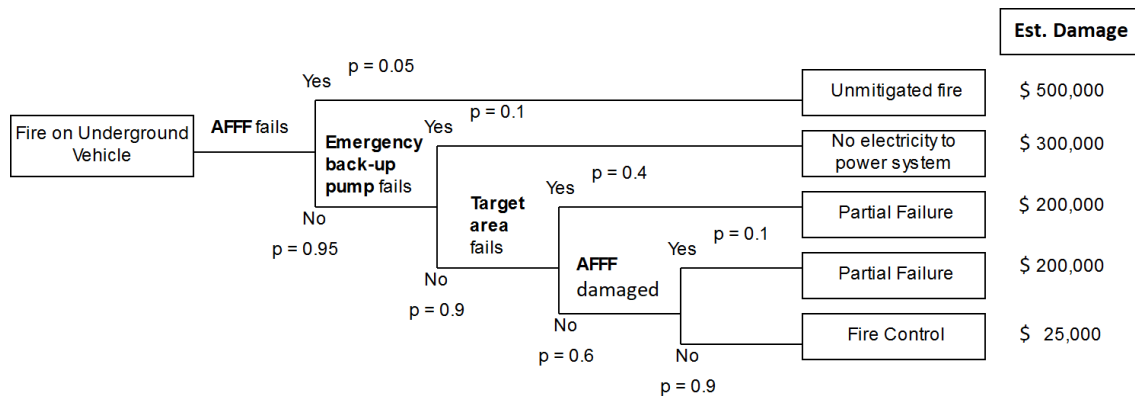 Est. Damage
p = 0.05
Yes
Unmitigated fire
$ 500,000
Fire on Underground
Vehicle
AFFF fails
p = 0.1
Yes
Emergency
back-up
pump fails
No electricity to
power system
$ 300,000
No
p = 0.95
p = 0.4
Yes
Target
area
fails
Partial Failure
$ 200,000
No
p = 0.9
p = 0.1
Yes
AFFF
damaged
Partial Failure
$ 200,000
No
p = 0.6
Fire Control
$ 25,000
No
p = 0.9